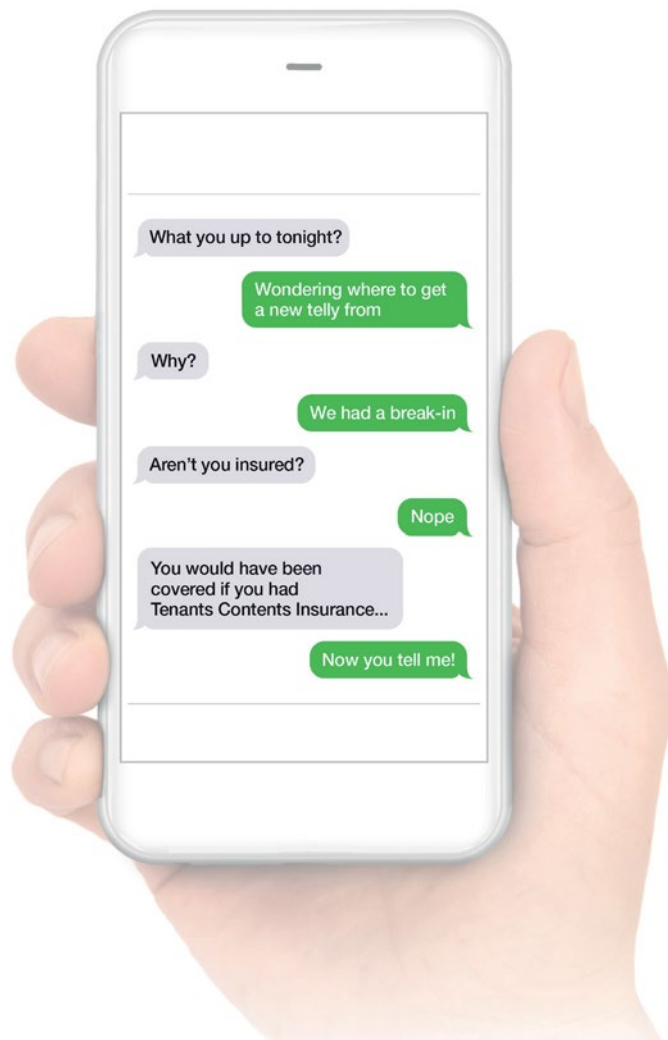 What you up to tonight?
Wondering where to get
a new telly from
Why?
We had a break-in
Aren't you insured?
Nope
You would have been
covered if you had
Tenants Contents Insurance...
Now you tell me!